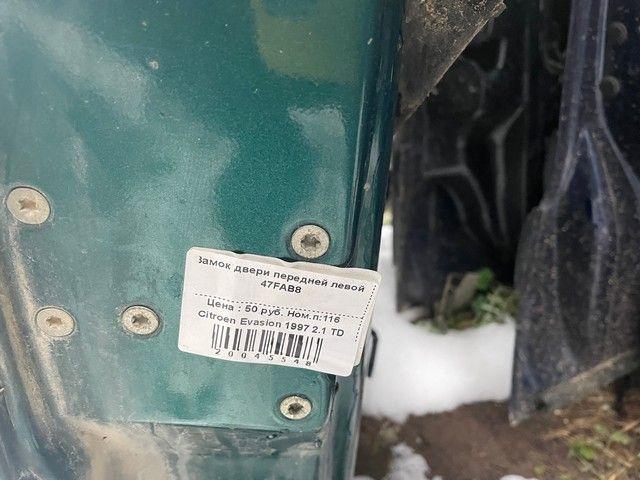 Замок двери передней левой
47FAB8
Цена : 50 руб. Ном.п:116
Citroen Evasion 1997 2.1 TD
20045548